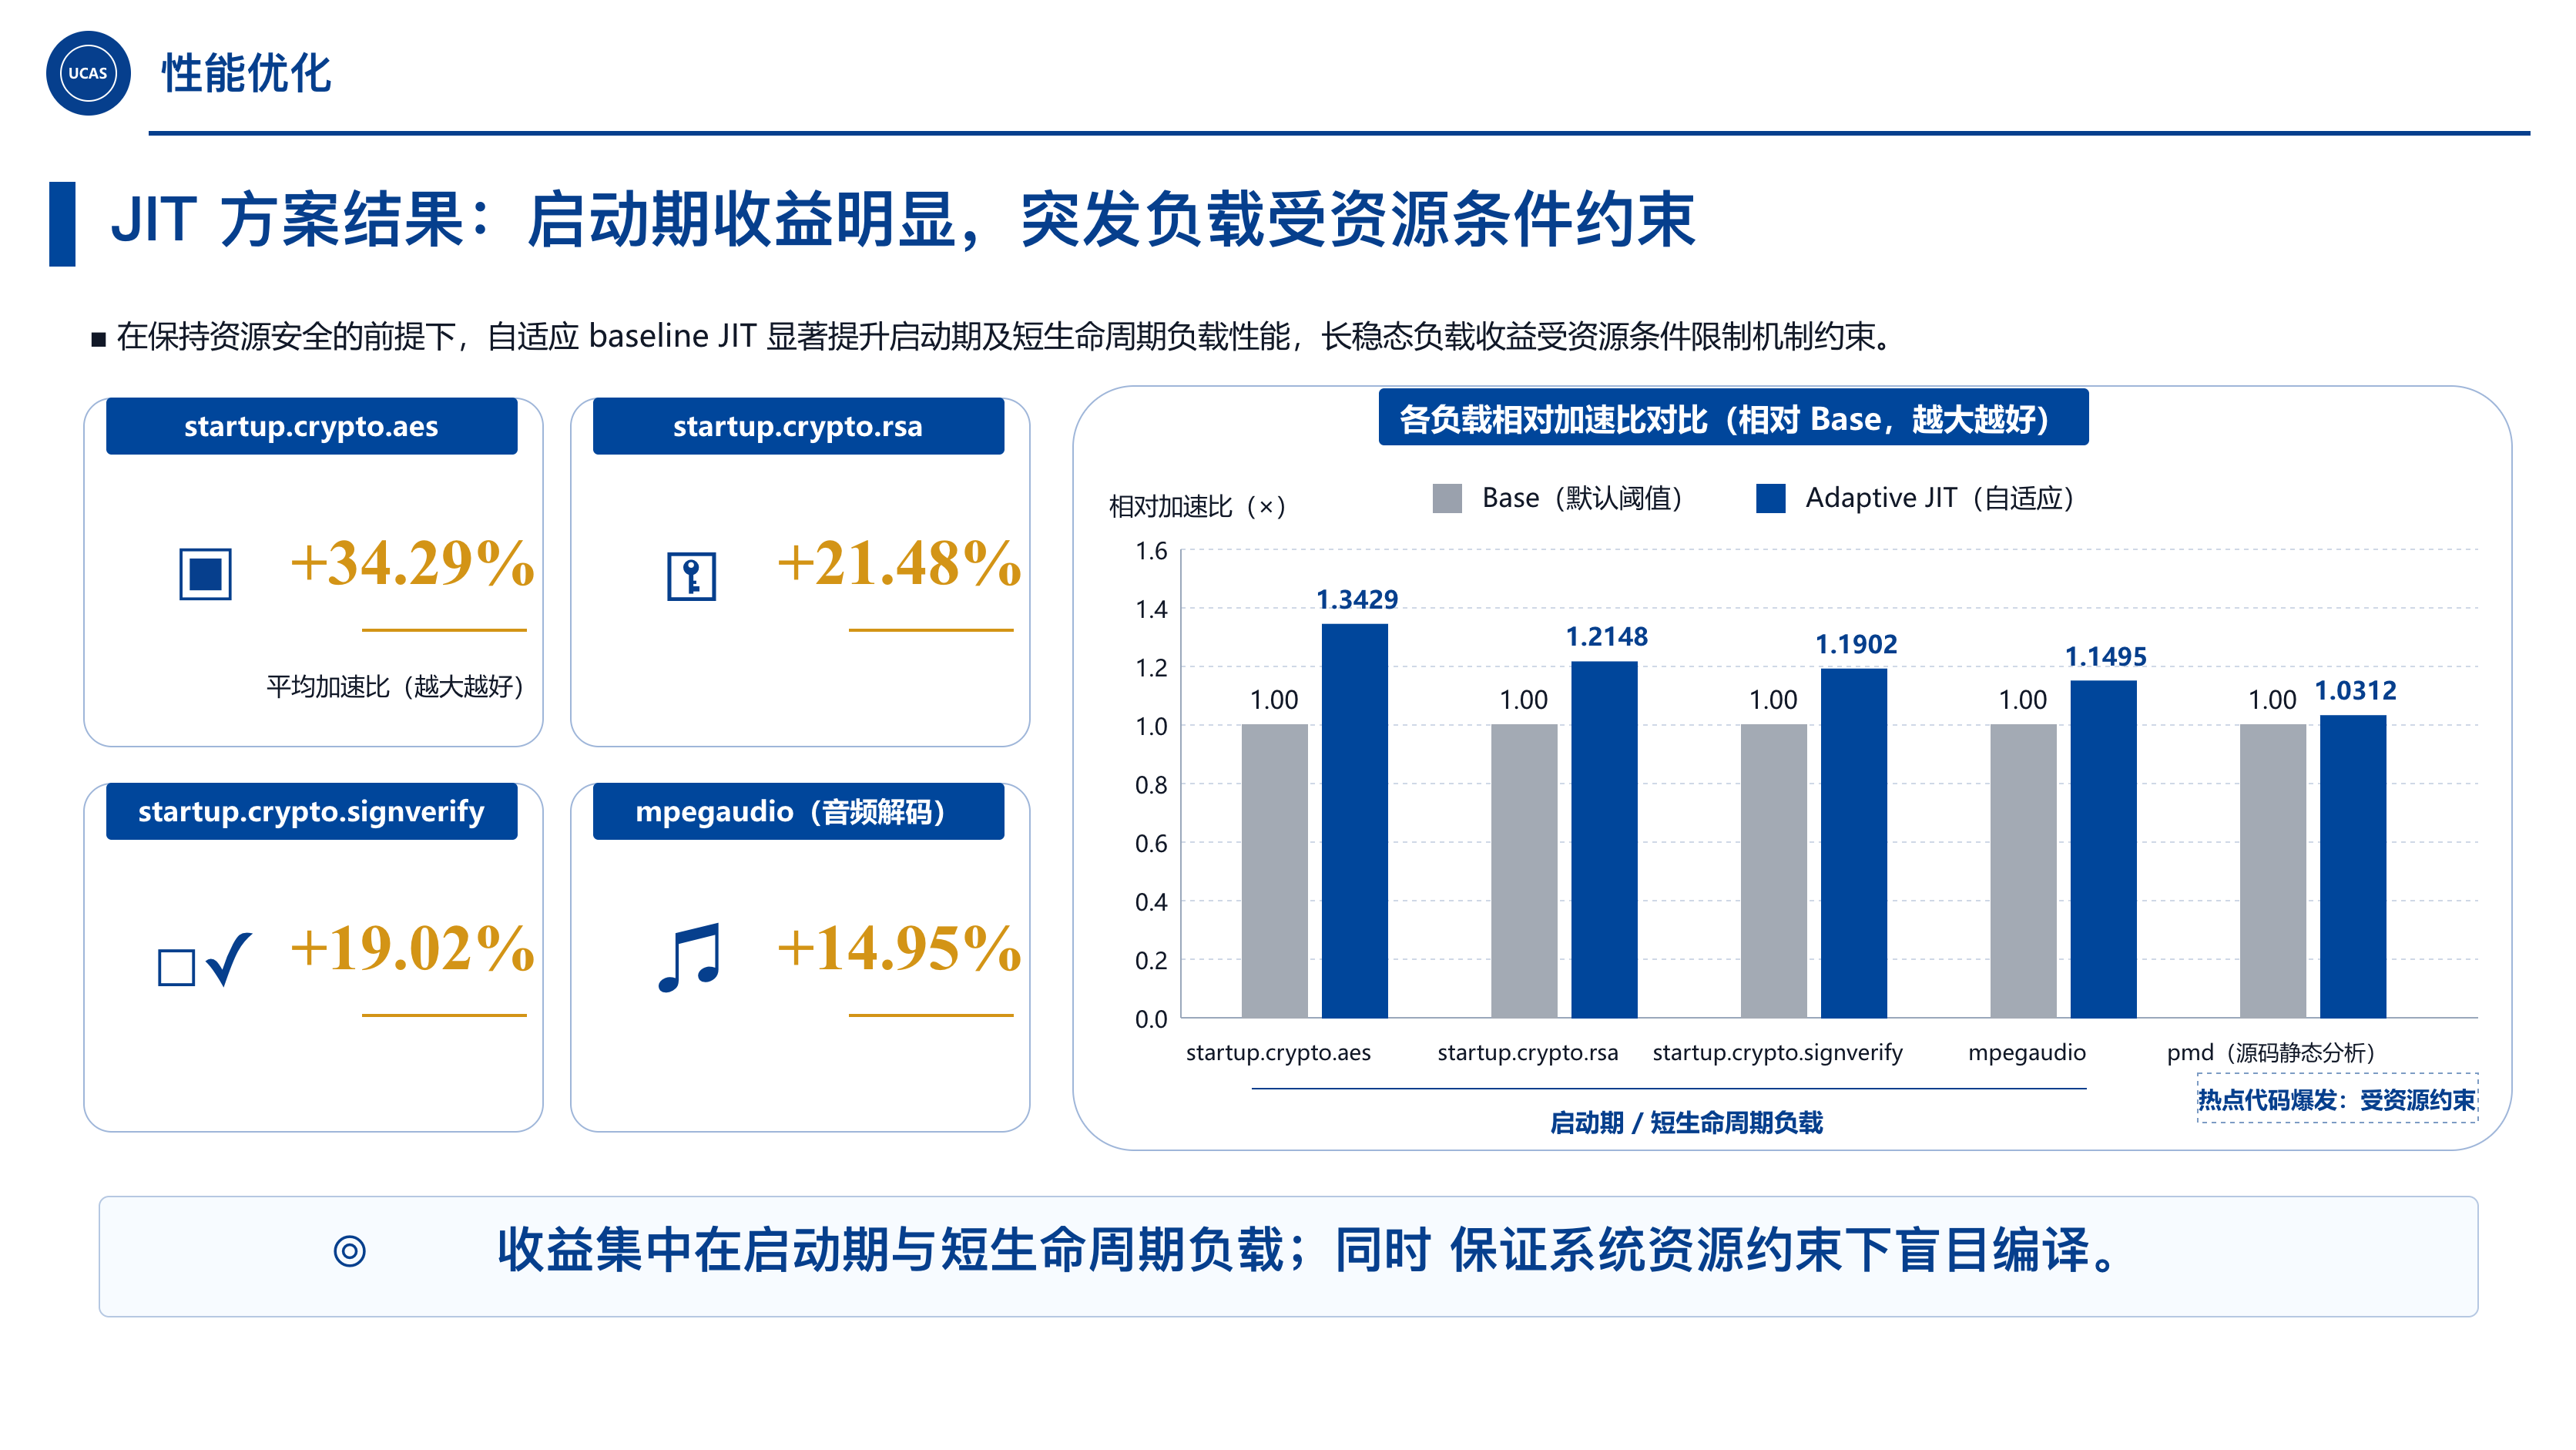 UCAS
性能优化
JIT 方案结果：启动期收益明显，突发负载受资源条件约束
■ 在保持资源安全的前提下，自适应 baseline JIT 显著提升启动期及短生命周期负载性能，长稳态负载收益受资源条件限制机制约束。
startup.crypto.aes
+34.29%
平均加速比（越大越好）
startup.crypto.rsa
+21.48%
startup.crypto.signverify
+19.02%
mpegaudio（音频解码）
+14.95%
各负载相对加速比对比（相对 Base，越大越好）
相对加速比（×）
Base（默认阈值）
Adaptive JIT（自适应）
1.6
1.4
1.2
1.0
0.8
0.6
0.4
0.2
0.0
1.00
1.3429
1.00
1.2148
1.00
1.1902
1.00
1.1495
1.00
1.0312
startup.crypto.aes
startup.crypto.rsa
startup.crypto.signverify
mpegaudio
pmd（源码静态分析）
启动期 / 短生命周期负载
热点代码爆发：受资源约束
◎ 收益集中在启动期与短生命周期负载；同时 保证系统资源约束下盲目编译。